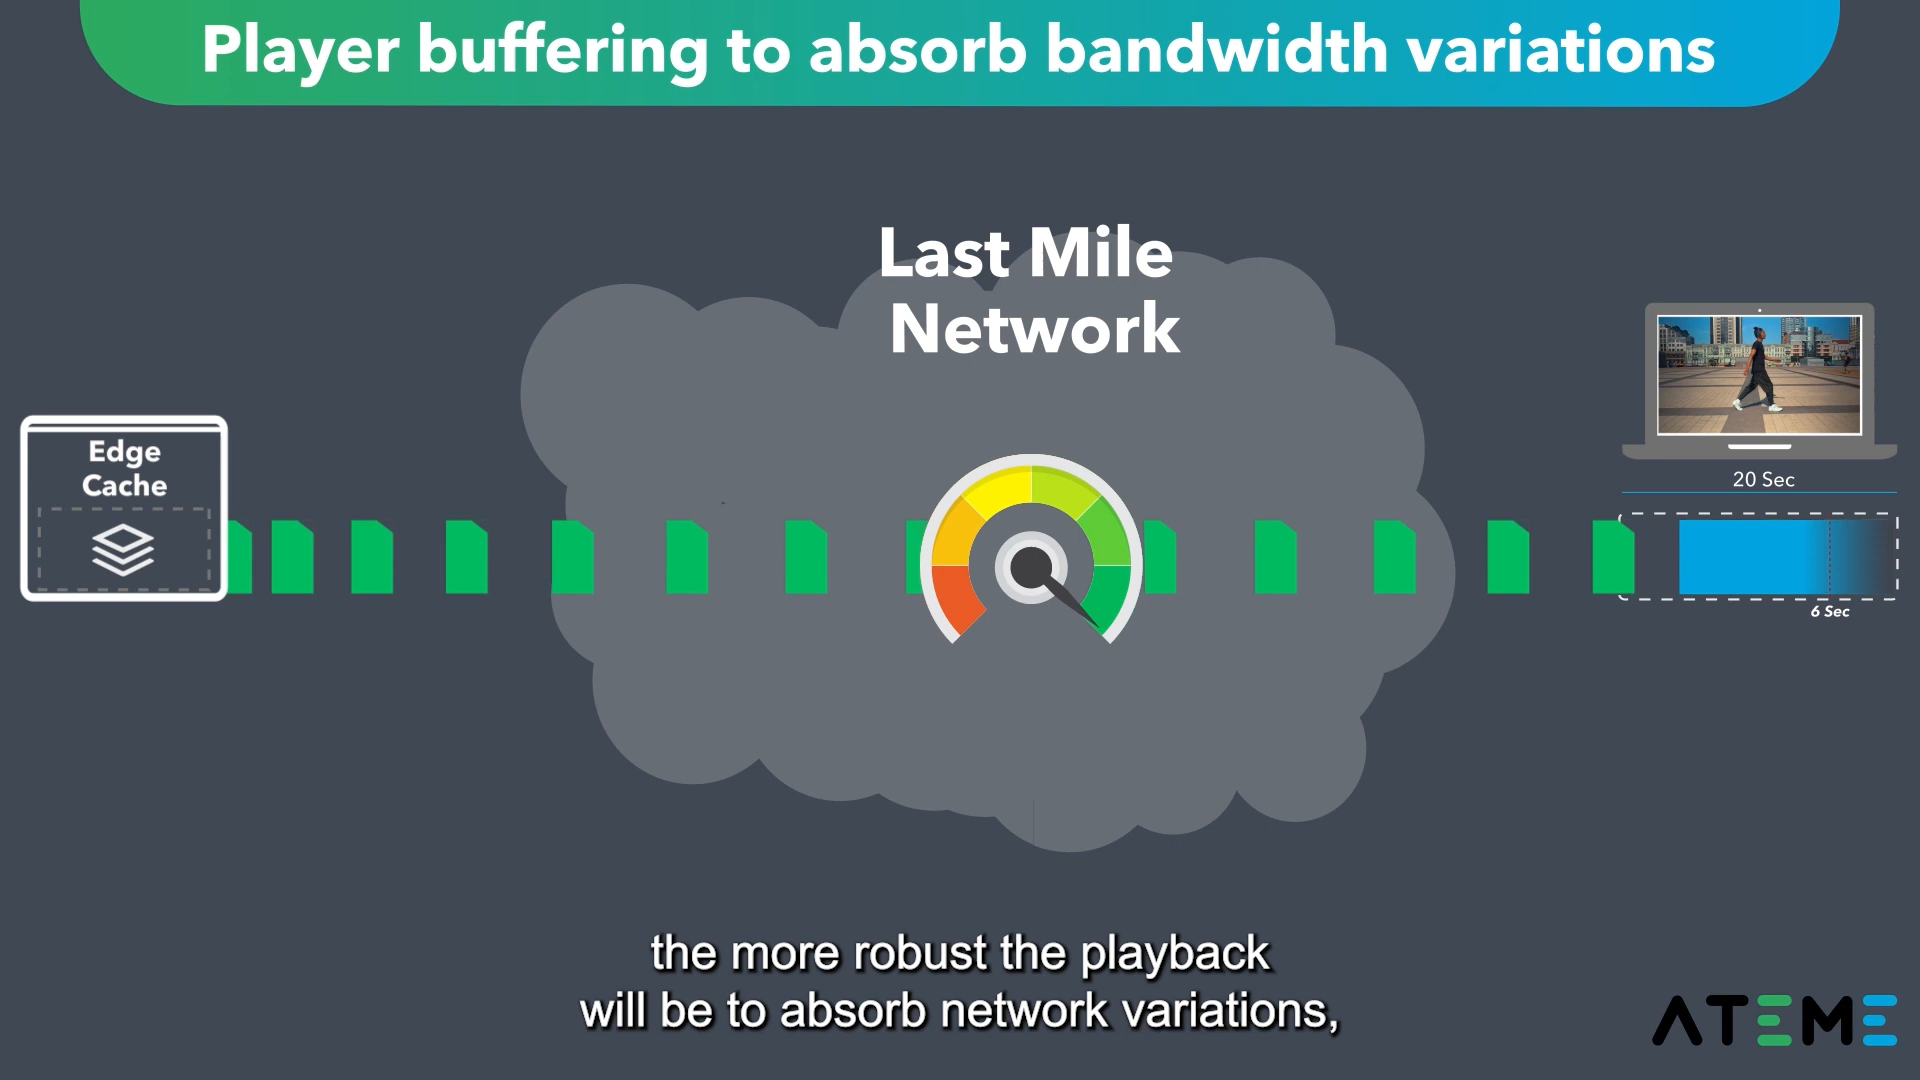 Player buffering to absorb bandwidth variations
Last Mile
Network
Edge
Cache
20 Sec
6 Sec
the more robust the playback
will be to absorb network variations,
ATEME